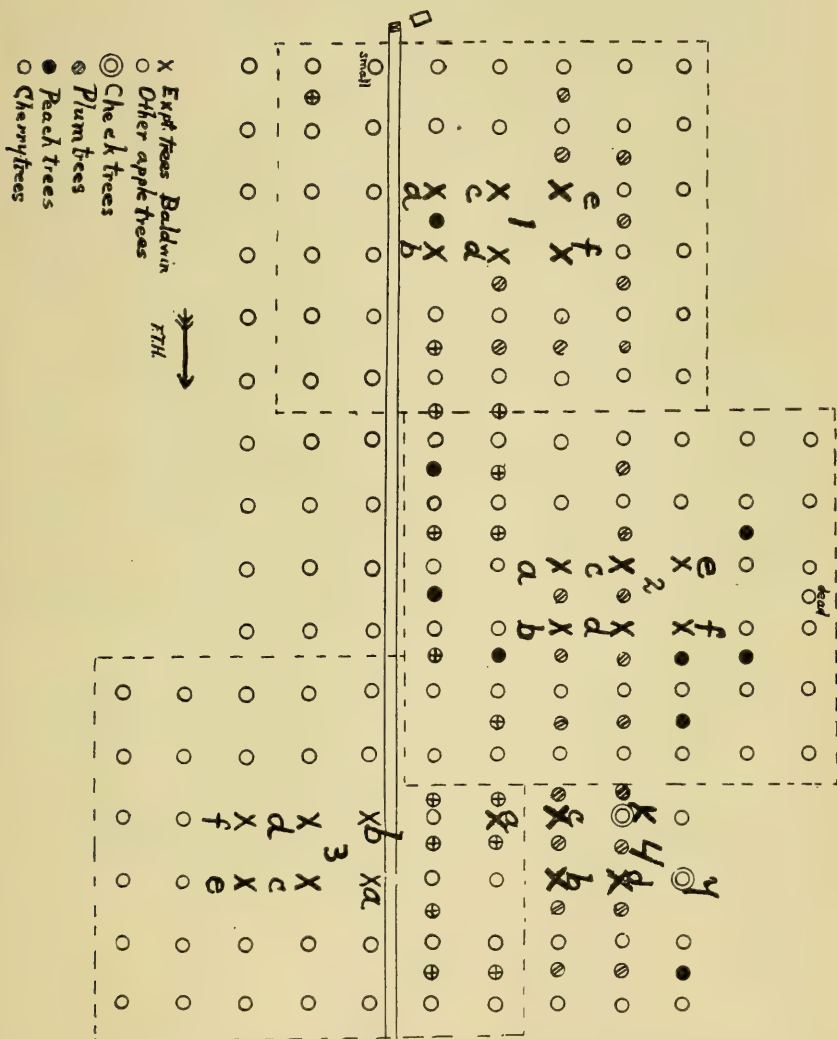 X Expt. trees Baldwin
Other apple trees
Check trees
Plum trees
Peach trees
Cherry trees
F.T.H.
small
dead
a
b
c
d
e
f
1
a
b
c
d
e
f
2
a
b
c
d
e
f
3
a
b
c
d
4
y